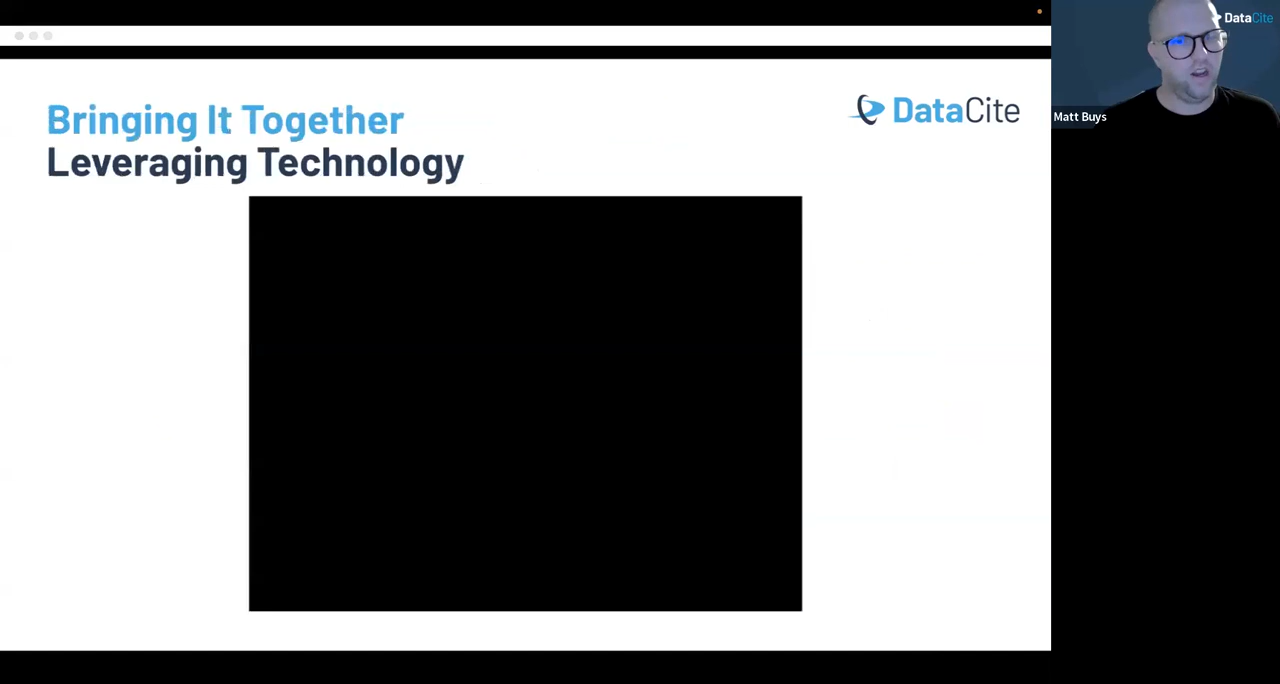 Bringing It Together
Leveraging Technology
DataCite
DataCite
Matt Buys